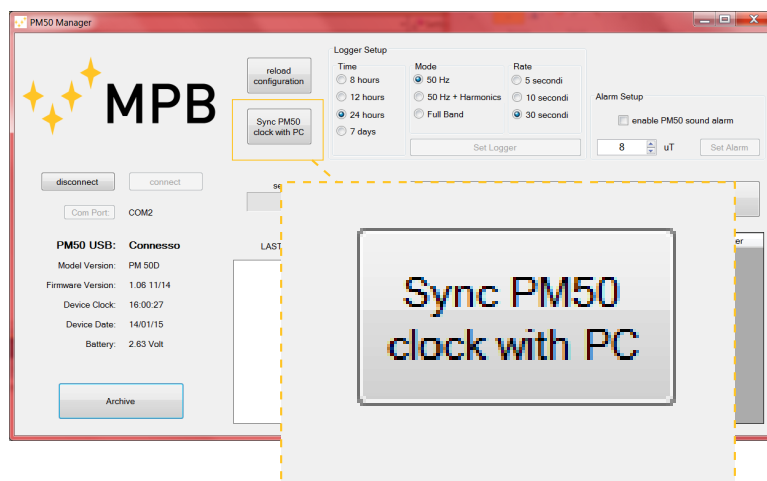 PM50 Manager
MPB
reload
configuration
Sync PM50
clock with PC
Logger Setup
Time
8 hours
12 hours
24 hours
7 days
Mode
50 Hz
50 Hz + Harmonics
Full Band
Rate
5 secondi
10 secondi
30 secondi
Set Logger
Alarm Setup
enable PM50 sound alarm
8 uT Set Alarm
disconnect connect
Com Port: COM2
PM50 USB: Connesso
Model Version: PM 50D
Firmware Version: 1.06 11/14
Device Clock: 16:00:27
Device Date: 14/01/15
Battery: 2.63 Volt
Archive
se
LAST
er
Sync PM50
clock with PC